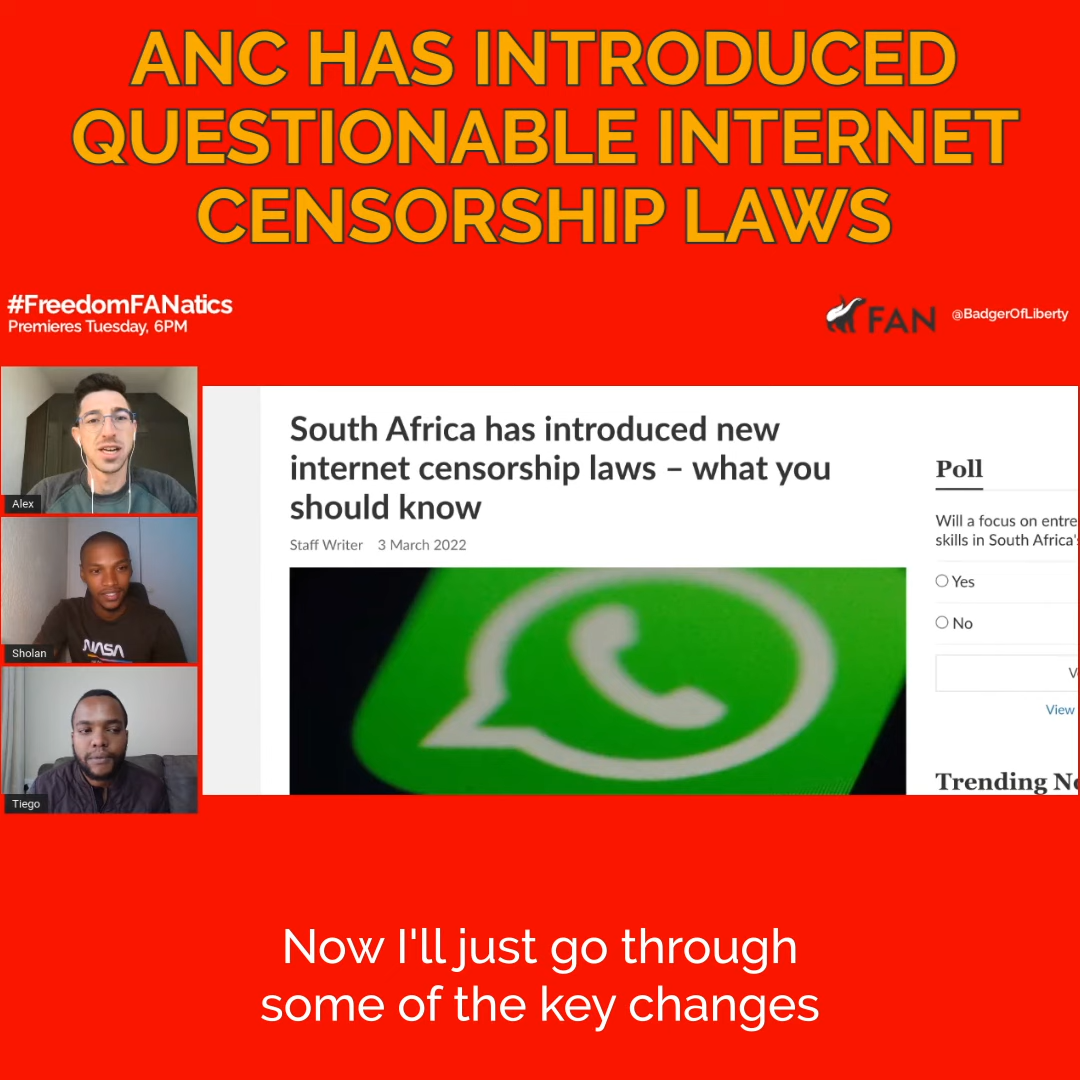 ANC HAS INTRODUCED
QUESTIONABLE INTERNET
CENSORSHIP LAWS
#FreedomFANatics
Premieres Tuesday, 6PM
FAN
@BadgerOfLiberty
Alex
NASA
Sholan
Tiego
South Africa has introduced new
internet censorship laws – what you
should know
Staff Writer 3 March 2022
Poll
Will a focus on entre
skills in South Africa'
Yes
No
V
View
Trending Ne
Now I'll just go through
some of the key changes